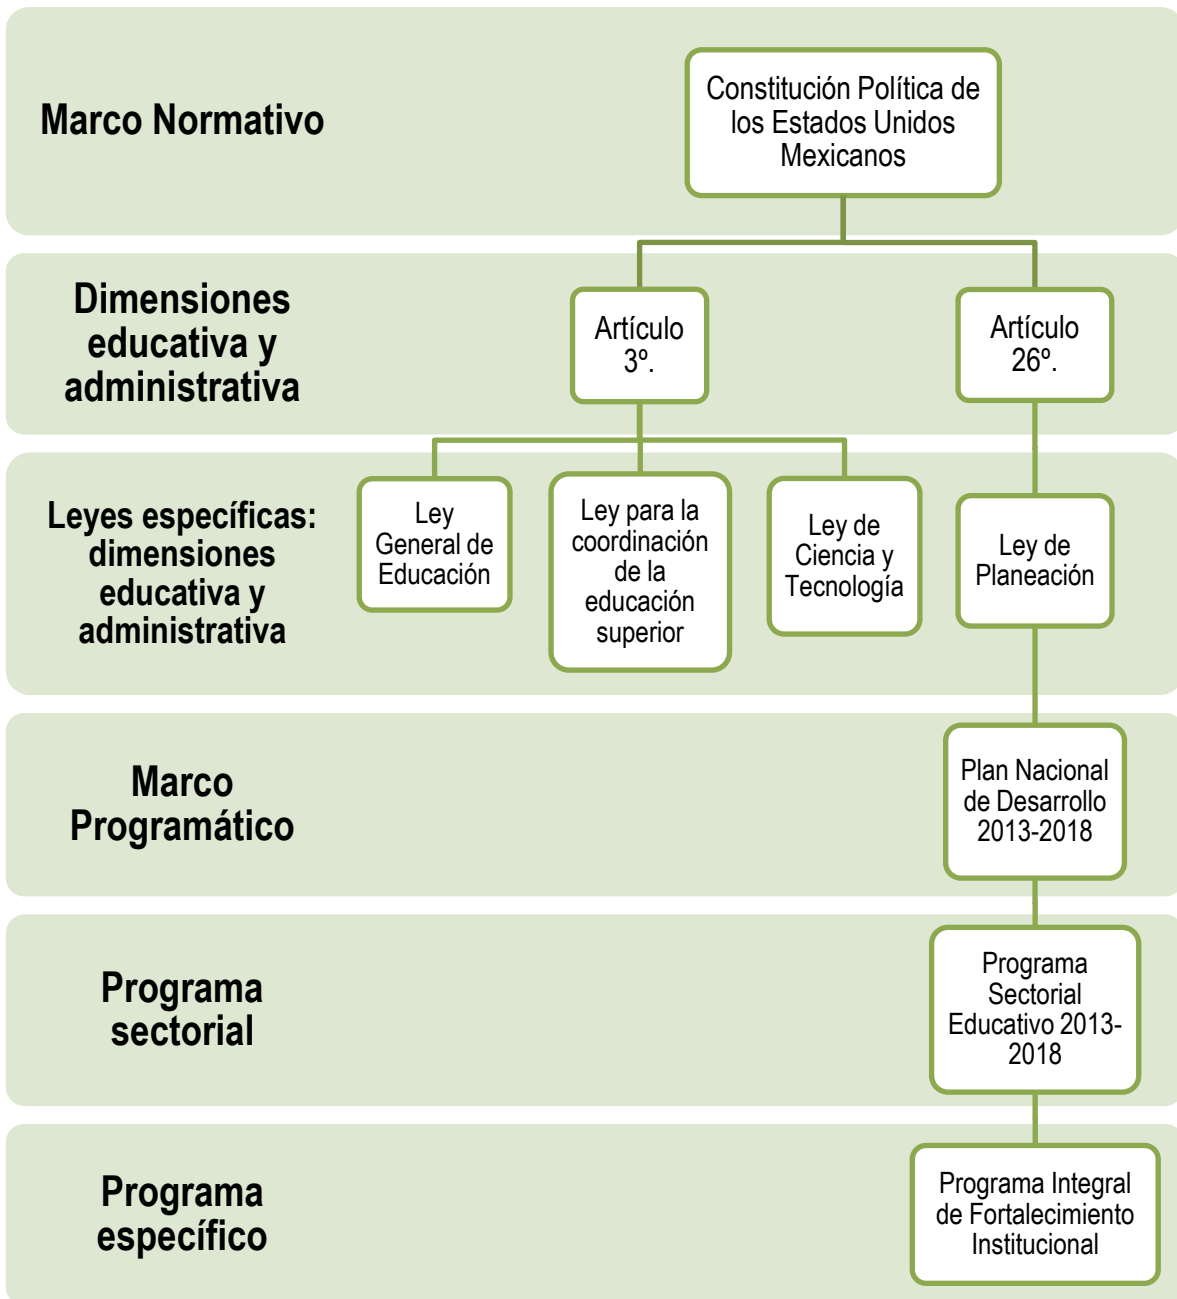 Marco Normativo
Constitución Política de
los Estados Unidos
Mexicanos
Dimensiones
educativa y
administrativa
Artículo
3º.
Artículo
26º.
Leyes específicas:
dimensiones
educativa y
administrativa
Ley
General de
Educación
Ley para la
coordinación
de la
educación
superior
Ley de
Ciencia y
Tecnología
Ley de
Planeación
Marco
Programático
Plan Nacional
de Desarrollo
2013-2018
Programa
sectorial
Programa
Sectorial
Educativo 2013-
2018
Programa
específico
Programa Integral
de Fortalecimiento
Institucional